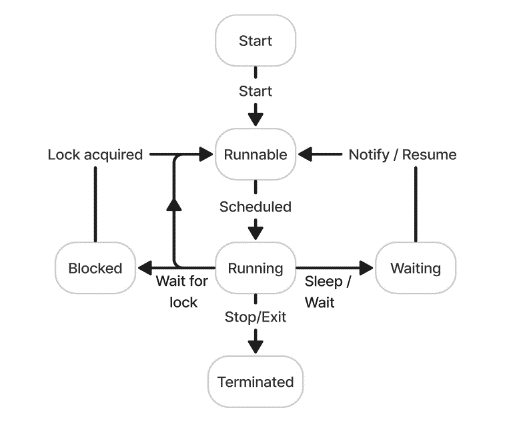 Start
Start
Lock acquired
Runnable
Notify / Resume
Scheduled
Blocked
Running
Waiting
Wait for
lock
Sleep /
Wait
Stop/Exit
Terminated